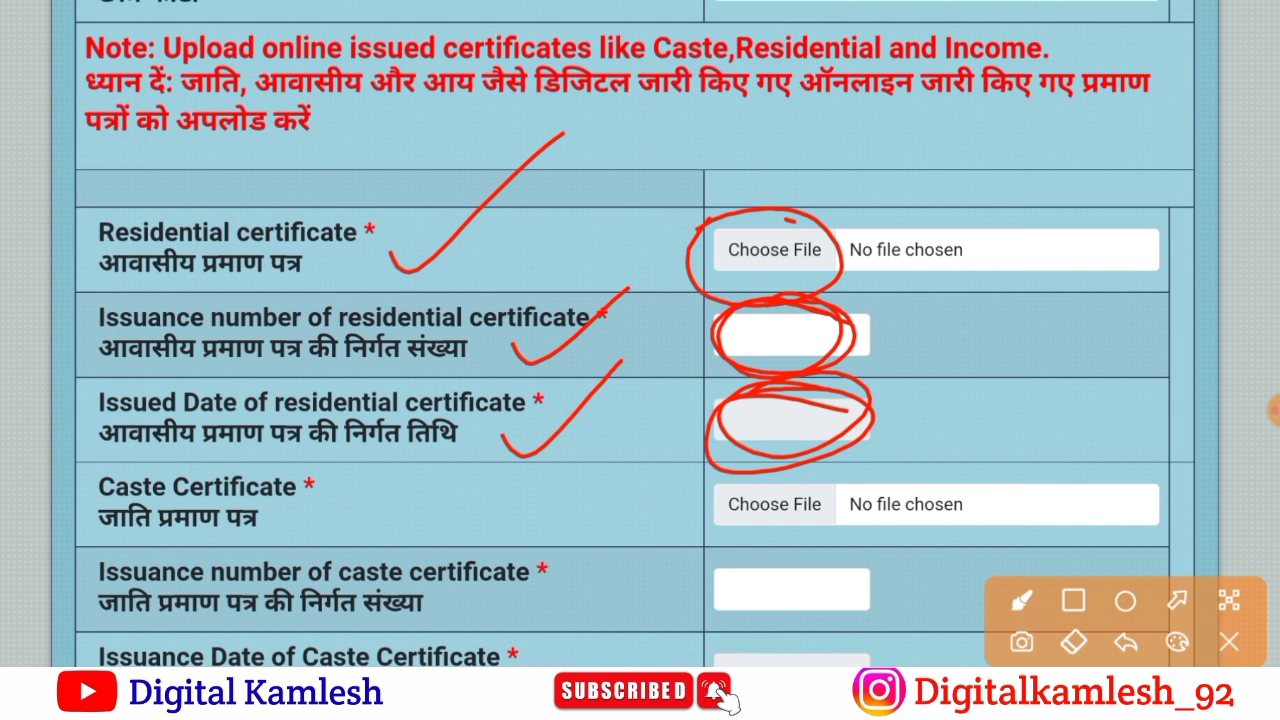 Note: Upload online issued certificates like Caste,Residential and Income.
ध्यान दें: जाति, आवासीय और आय जैसे डिजिटल जारी किए गए ऑनलाइन जारी किए गए प्रमाण
पत्रों को अपलोड करें
Residential certificate *
आवासीय प्रमाण पत्र
Choose File No file chosen
Issuance number of residential certificate *
आवासीय प्रमाण पत्र की निर्गत संख्या
Issued Date of residential certificate *
आवासीय प्रमाण पत्र की निर्गत तिथि
Caste Certificate *
जाति प्रमाण पत्र
Choose File No file chosen
Issuance number of caste certificate *
जाति प्रमाण पत्र की निर्गत संख्या
Issuance Date of Caste Certificate *
Digital Kamlesh
SUBSCRIBED
Digitalkamlesh_92